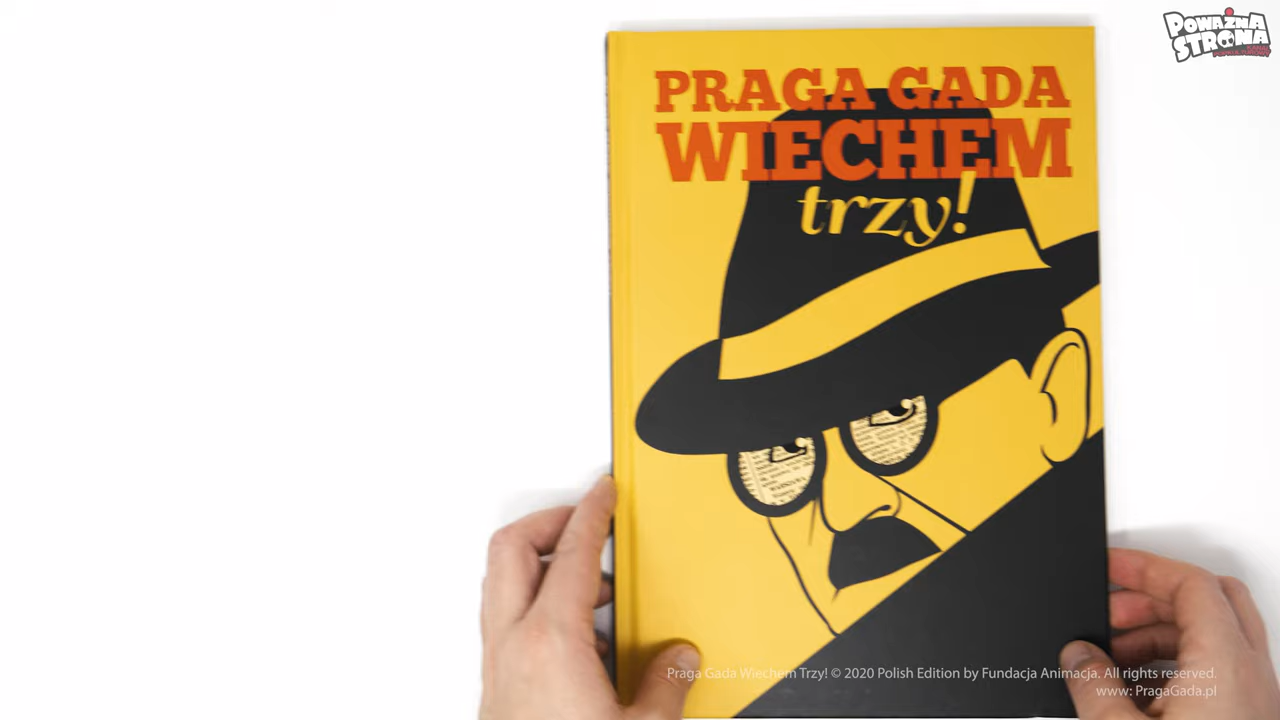 POWAŻNA
STRONA
PRAGA GADA
WIECHEM
trzy!
WARSZAWA
Praga Gada Wiechem Trzy! © 2020 Polish Edition by Fundacja Animacja. All rights reserved.
www: PragaGada.pl